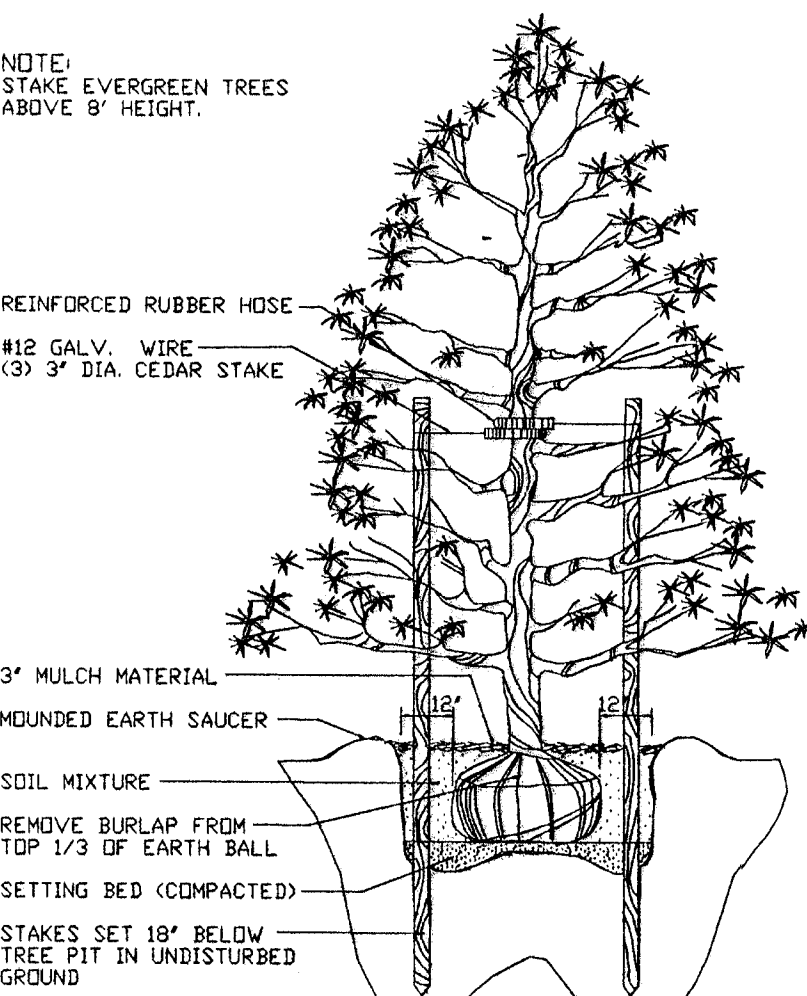 NOTE:
STAKE EVERGREEN TREES
ABOVE 8' HEIGHT.
REINFORCED RUBBER HOSE
#12 GALV. WIRE
(3) 3" DIA. CEDAR STAKE
3" MULCH MATERIAL
12"
12"
MOUNDED EARTH SAUCER
SOIL MIXTURE
REMOVE BURLAP FROM
TOP 1/3 OF EARTH BALL
SETTING BED (COMPACTED)
STAKES SET 18" BELOW
TREE PIT IN UNDISTURBED
GROUND